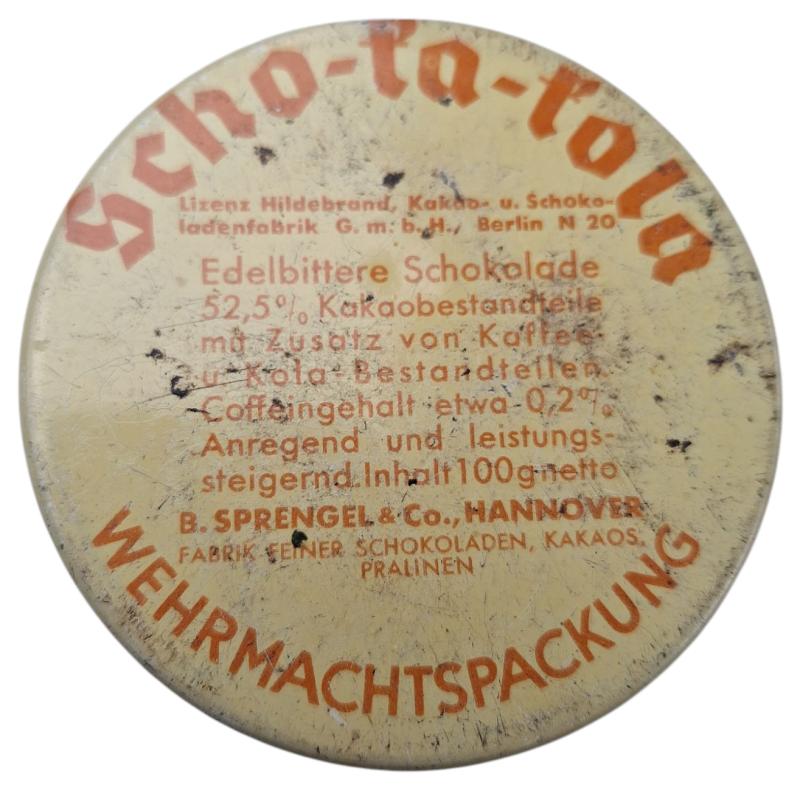 Scho-ka-kola
Lizenz Hildebrand, Kakao- u. Schoko-
ladenfabrik G. m. b. H., Berlin N 20
Edelbittere Schokolade
52,5% Kakaobestandteile
mit Zusatz von Kaffee-
u. Kola-Bestandteilen.
Coffeingehalt etwa 0,2%
Anregend und leistungs-
steigernd. Inhalt 100 g netto
B. SPRENGEL & Co., HANNOVER
FABRIK FEINER SCHOKOLADEN, KAKAOS,
PRALINEN
WEHRMACHTSPACKUNG